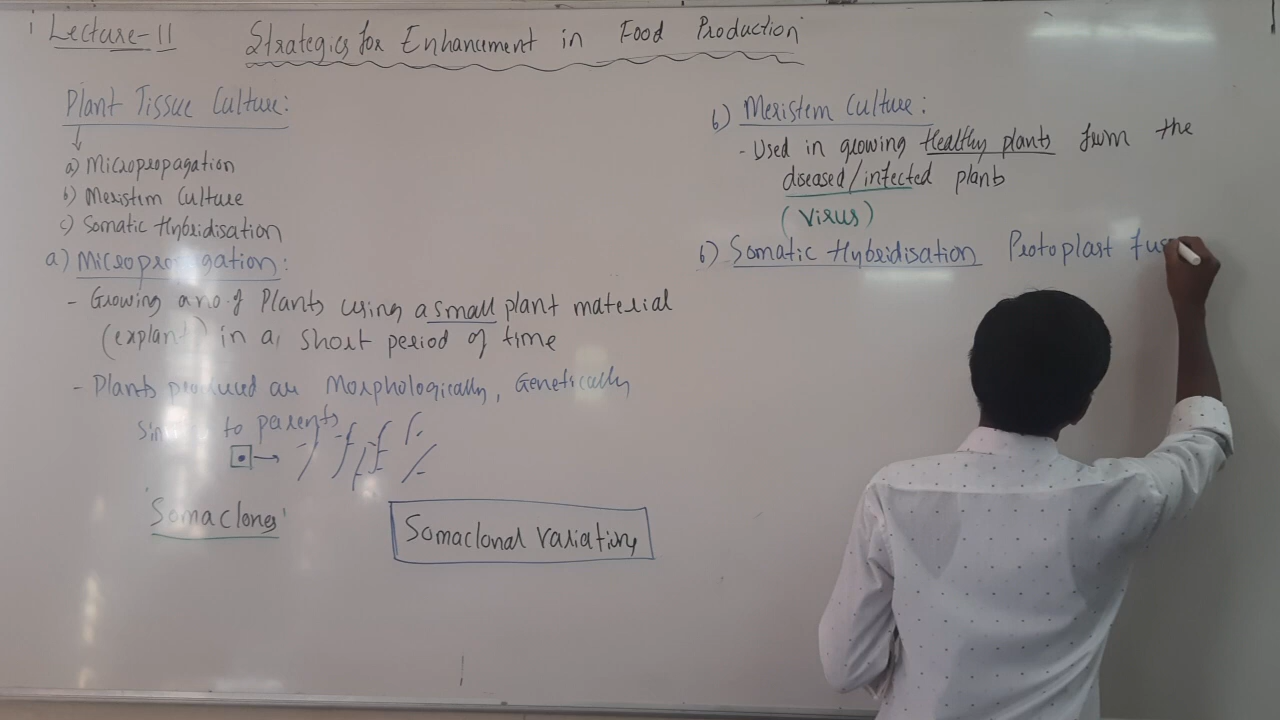 Lecture-11
Strategies for Enhancement in Food Production
Plant Tissue Culture:
a) Micropropagation
b) Meristem Culture
c) Somatic Hybridisation
a) Micropropagation:
- Growing a no. of Plants using a small plant material
(explant) in a short period of time
- Plants produced are Morphologically, Genetically
to parents
'Somaclones'
Somaclonal variations
b) Meristem Culture:
- Used in growing Healthy plants from the
diseased/infected plants
(Virus)
b) Somatic Hybridisation Protoplast fus